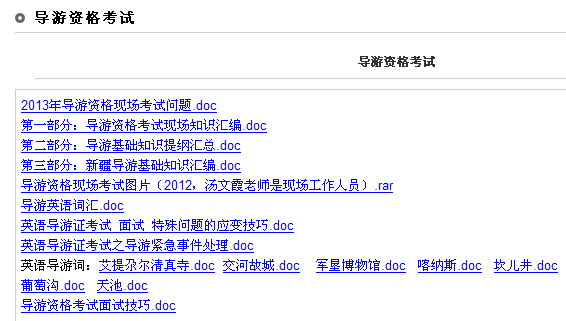 导游资格考试
导游资格考试
2013年导游资格现场考试问题.doc
第一部分：导游资格考试现场知识汇编.doc
第二部分：导游基础知识提纲汇总.doc
第三部分：新疆导游基础知识汇编.doc
导游资格现场考试图片（2012，汤文霞老师是现场工作人员）.rar
导游英语词汇.doc
英语导游证考试_面试_特殊问题的应变技巧.doc
英语导游证考试之导游紧急事件处理.doc
英语导游词：艾提尕尔清真寺.doc 交河故城.doc 军垦博物馆.doc 喀纳斯.doc 坎儿井.doc
葡萄沟.doc 天池.doc
导游资格考试面试技巧.doc